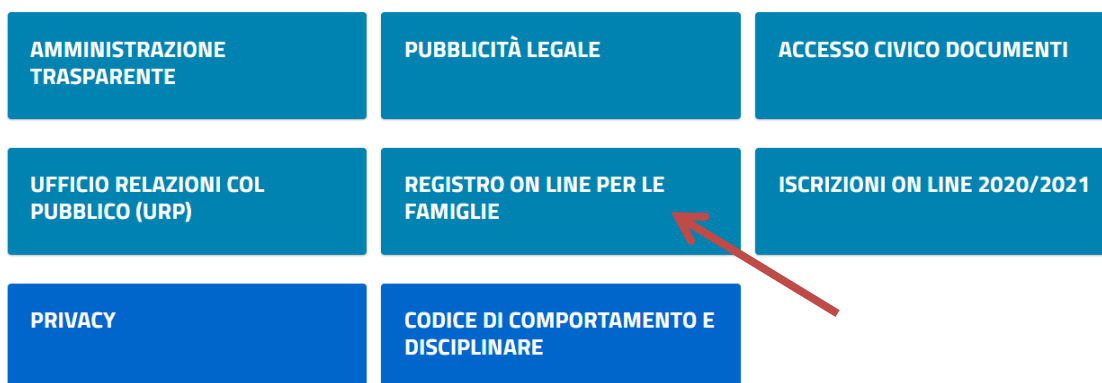 AMMINISTRAZIONE
TRASPARENTE
PUBBLICITÀ LEGALE
ACCESSO CIVICO DOCUMENTI
UFFICIO RELAZIONI COL
PUBBLICO (URP)
REGISTRO ON LINE PER LE
FAMIGLIE
ISCRIZIONI ON LINE 2020/2021
PRIVACY
CODICE DI COMPORTAMENTO E
DISCIPLINARE